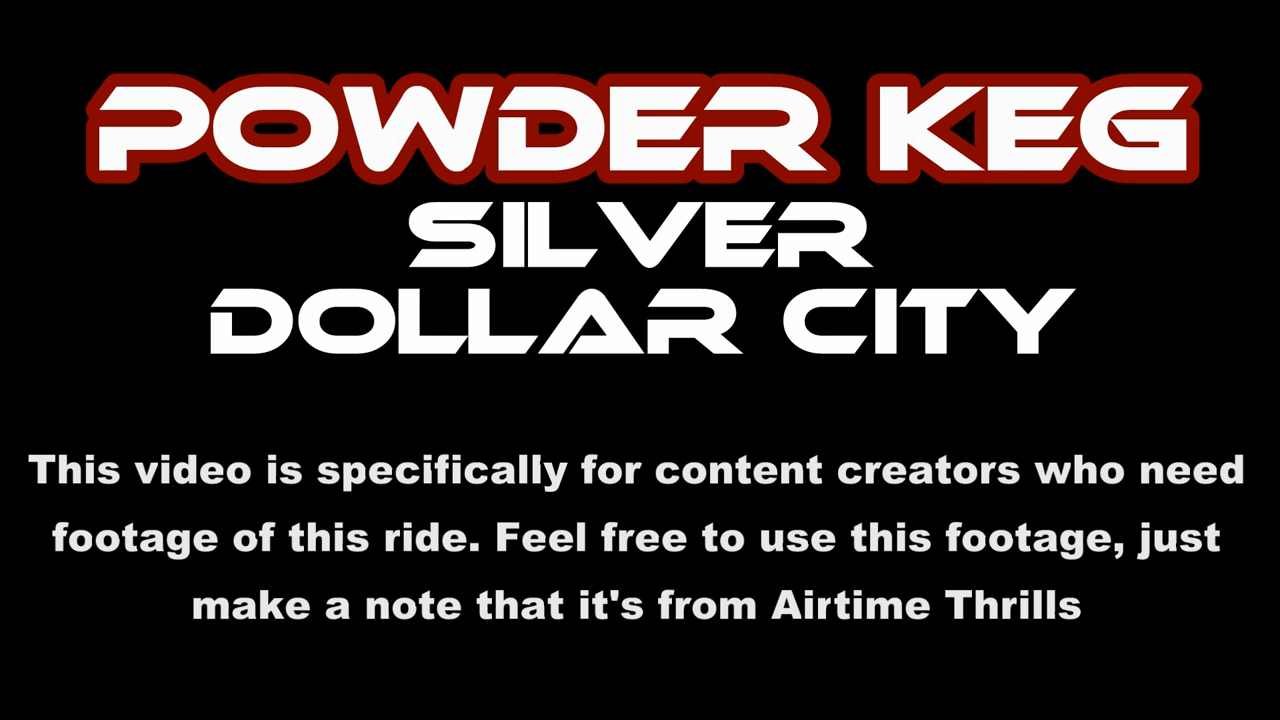 POWDER KEG
SILVER
DOLLAR CITY
This video is specifically for content creators who need
footage of this ride. Feel free to use this footage, just
make a note that it's from Airtime Thrills